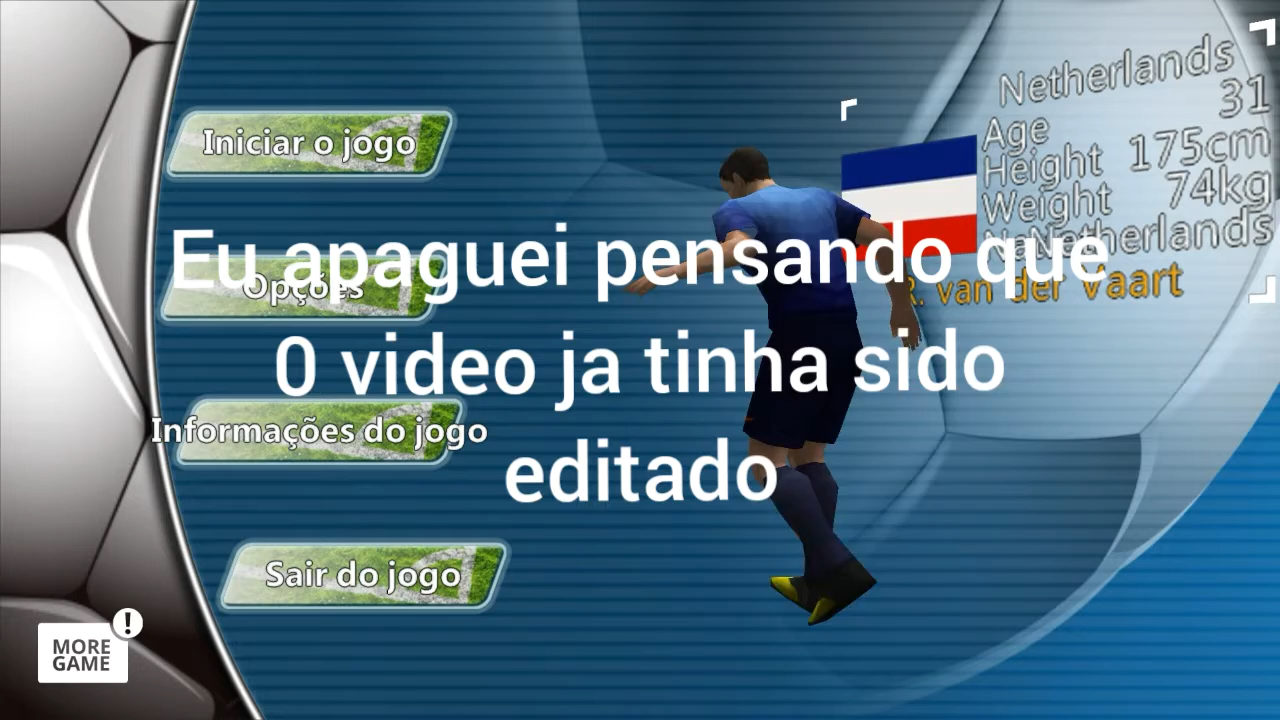 Netherlands
31
Age
Height 175cm
Weight 74kg
Netherlands
R. van der Vaart
Iniciar o jogo
Eu apaguei pensando que
O video ja tinha sido
editado
Opções
Informações do jogo
Sair do jogo
MORE
GAME
!